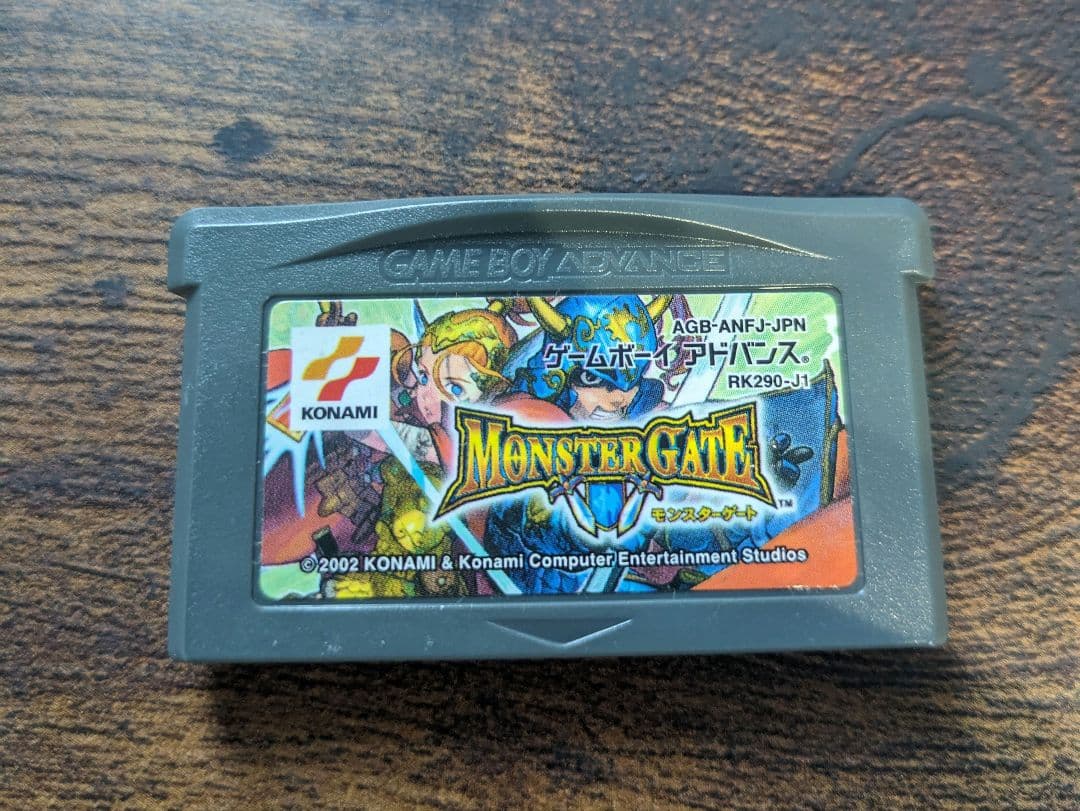 GAME BOY ADVANCE
AGB-ANFJ-JPN
ゲームボーイアドバンス®
RK290-J1
KONAMI
MONSTER GATE
モンスターゲート
™
©2002 KONAMI & Konami Computer Entertainment Studios